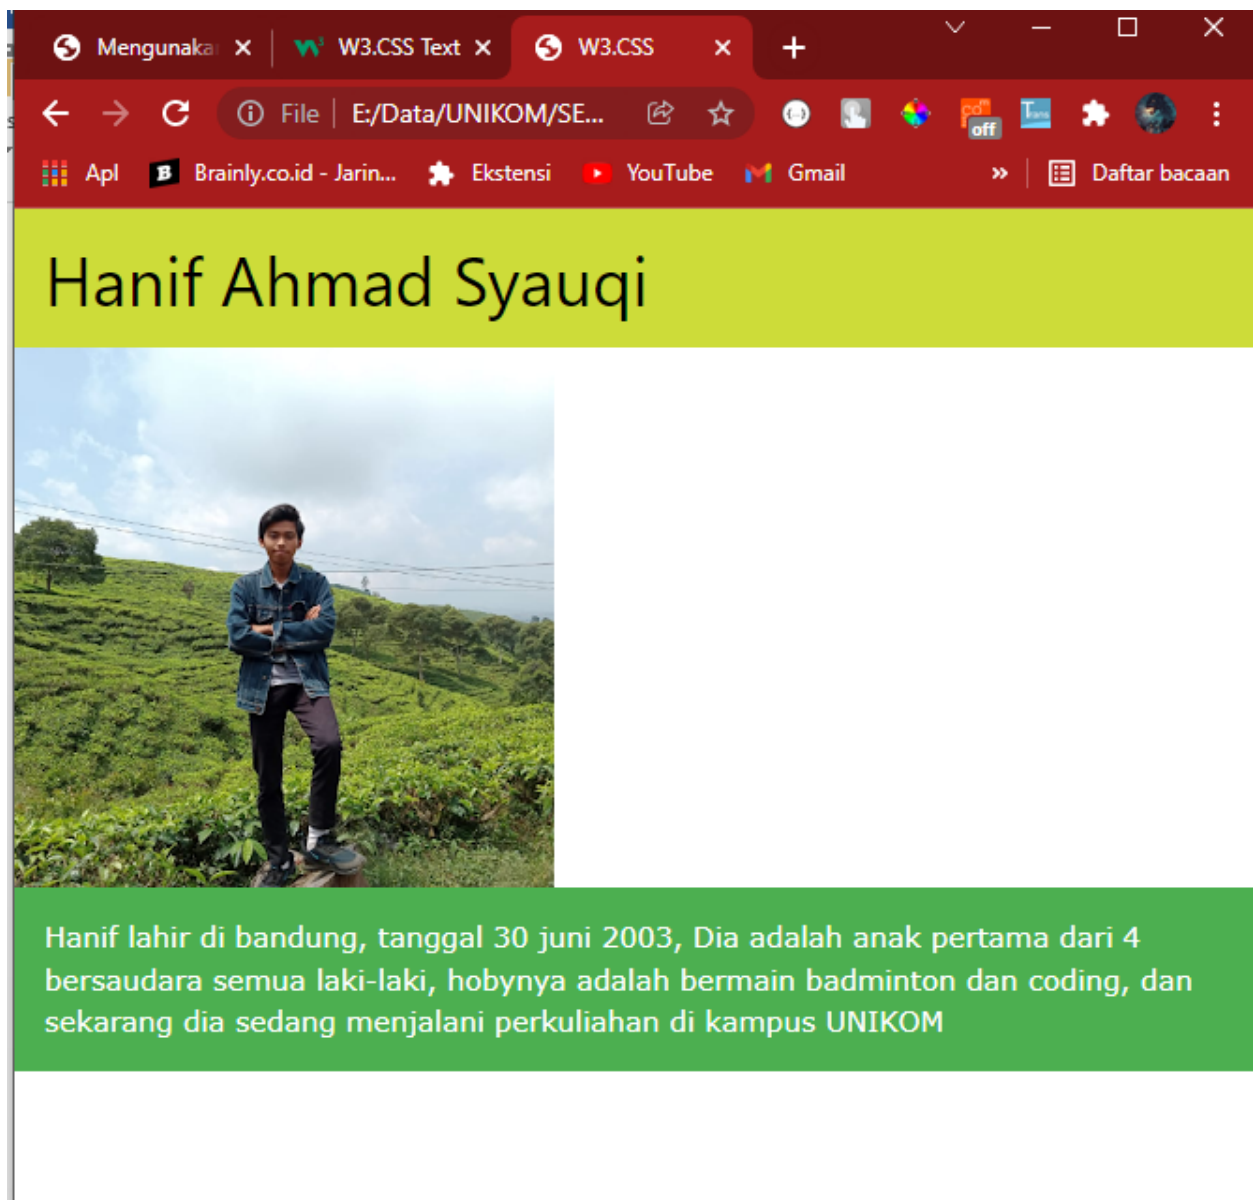 Mengunaka
W3.CSS Text
W3.CSS
File
E:/Data/UNIKOM/SE...
off
Trans
Apl
B
Brainly.co.id - Jarin...
Ekstensi
YouTube
Gmail
»
Daftar bacaan
Hanif Ahmad Syauqi
Hanif lahir di bandung, tanggal 30 juni 2003, Dia adalah anak pertama dari 4
bersaudara semua laki-laki, hobynya adalah bermain badminton dan coding, dan
sekarang dia sedang menjalani perkuliahan di kampus UNIKOM